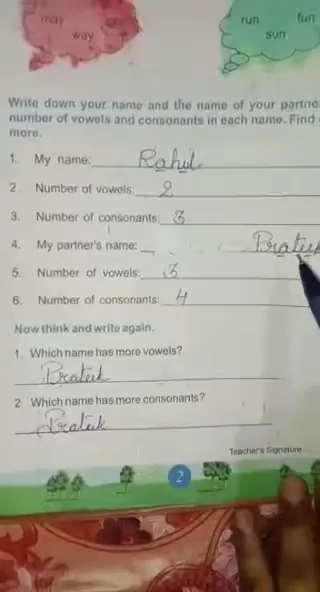 may
way
run
fun
sun
Write down your name and the name of your partne
number of vowels and consonants in each name. Find
more.
1. My name: Rahul
2. Number of vowels: 2
3. Number of consonants: 3
4. My partner's name: Prateek
5. Number of vowels: 3
6. Number of consonants: 4
Now think and write again.
1. Which name has more vowels?
Prateek
2. Which name has more consonants?
Prateek
Teacher's Signature
2